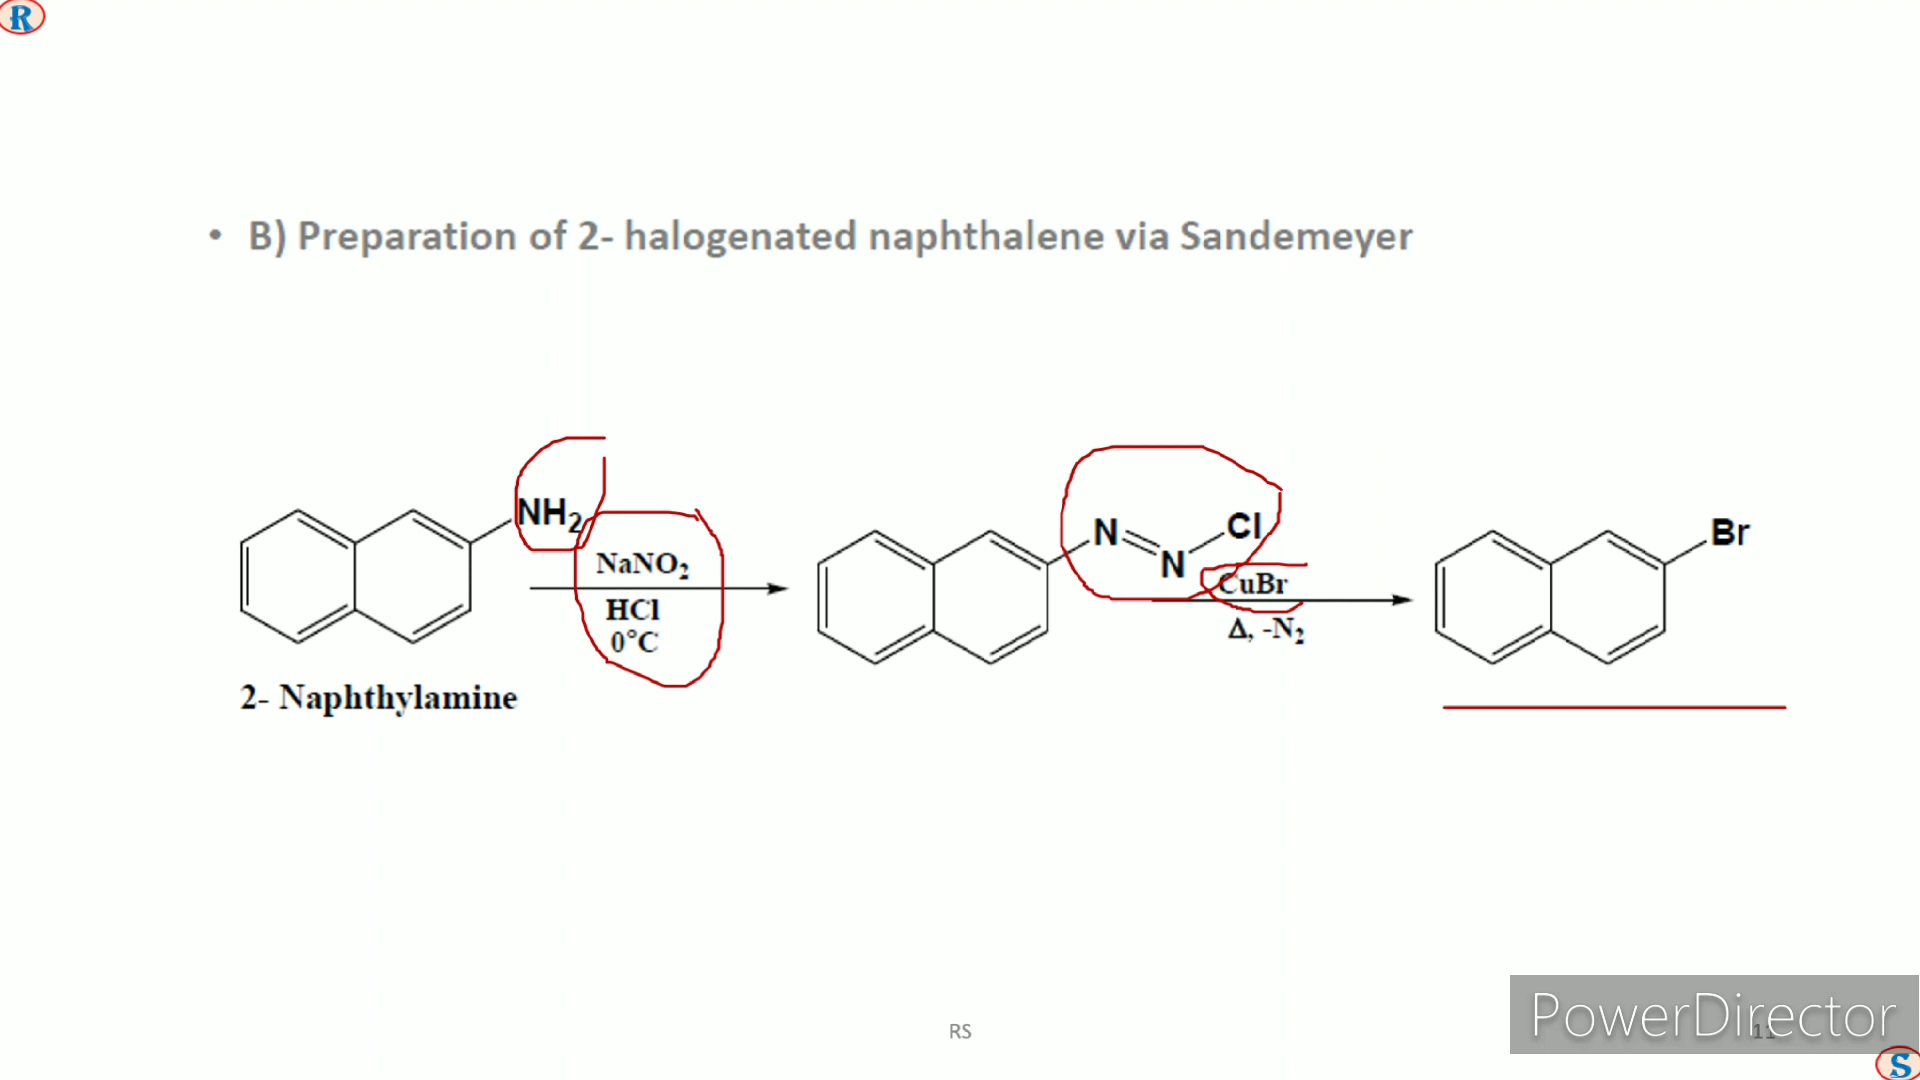 R
• B) Preparation of 2- halogenated naphthalene via Sandemeyer
NH₂
NaNO₂
HCl
0°C
2- Naphthylamine
N
N
Cl
CuBr
Δ, -N₂
Br
RS
11
PowerDirector
S